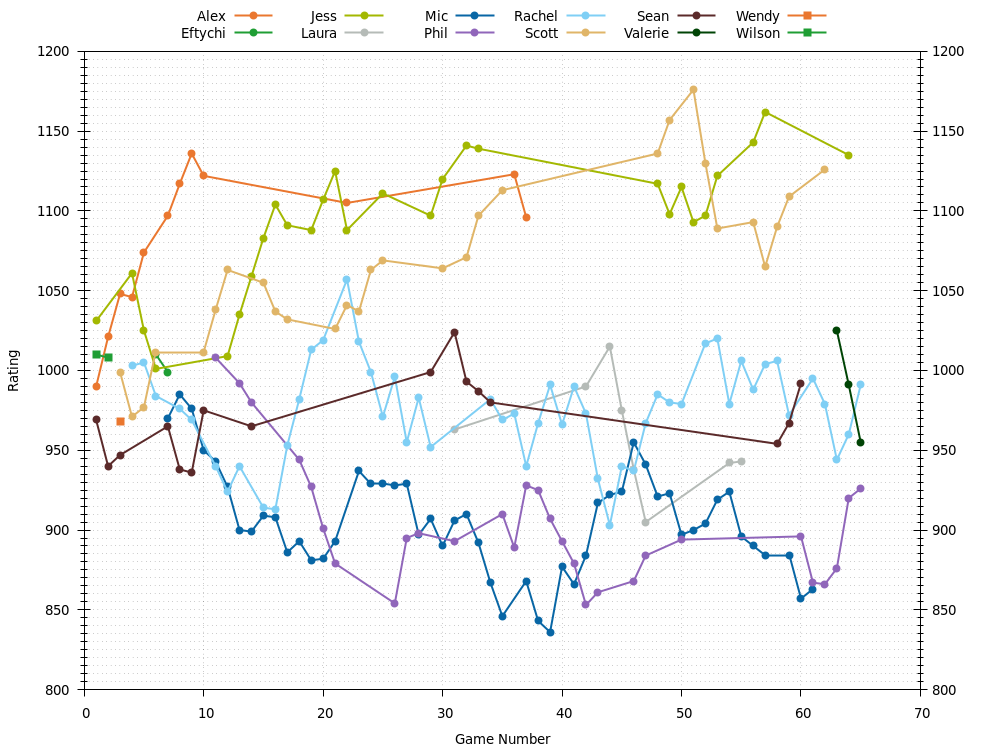 Alex Jess Mic Rachel Sean Wendy
Eftychi Laura Phil Scott Valerie Wilson
1200 1200
1150 1150
1100 1100
1050 1050
1000 1000
950 950
900 900
850 850
800 800
Rating
0 10 20 30 40 50 60 70
Game Number